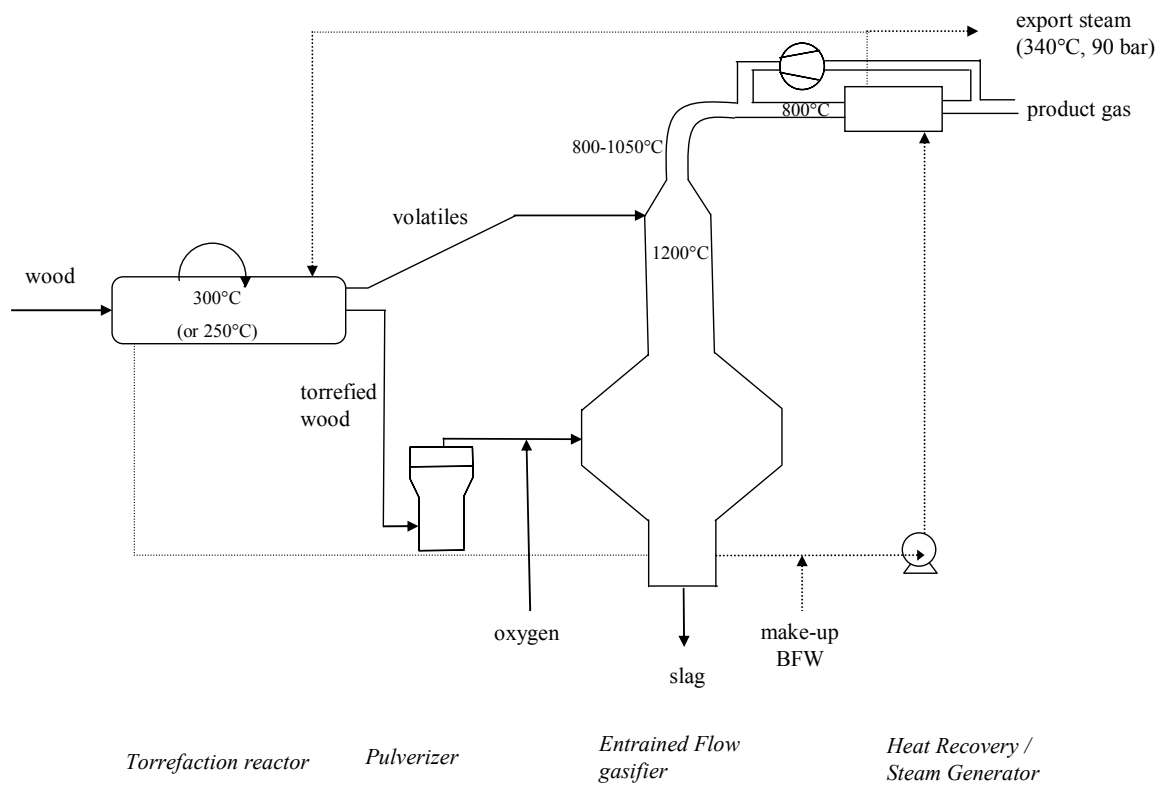 export steam
(340°C, 90 bar)
800°C
product gas
800-1050°C
volatiles
1200°C
wood
300°C
(or 250°C)
torrefied
wood
oxygen
make-up
BFW
slag
Torrefaction reactor
Pulverizer
Entrained Flow
gasifier
Heat Recovery /
Steam Generator